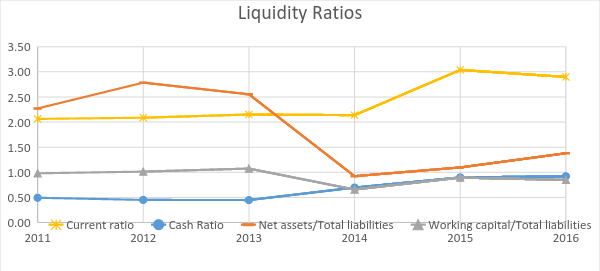 Liquidity Ratios
3.50
3.00
2.50
2.00
1.50
1.00
0.50
0.00
Current ratio Cash Ratio Net assets/Total liabilities Working capital/Total liabilities
2011 2012 2013 2014 2015 2016